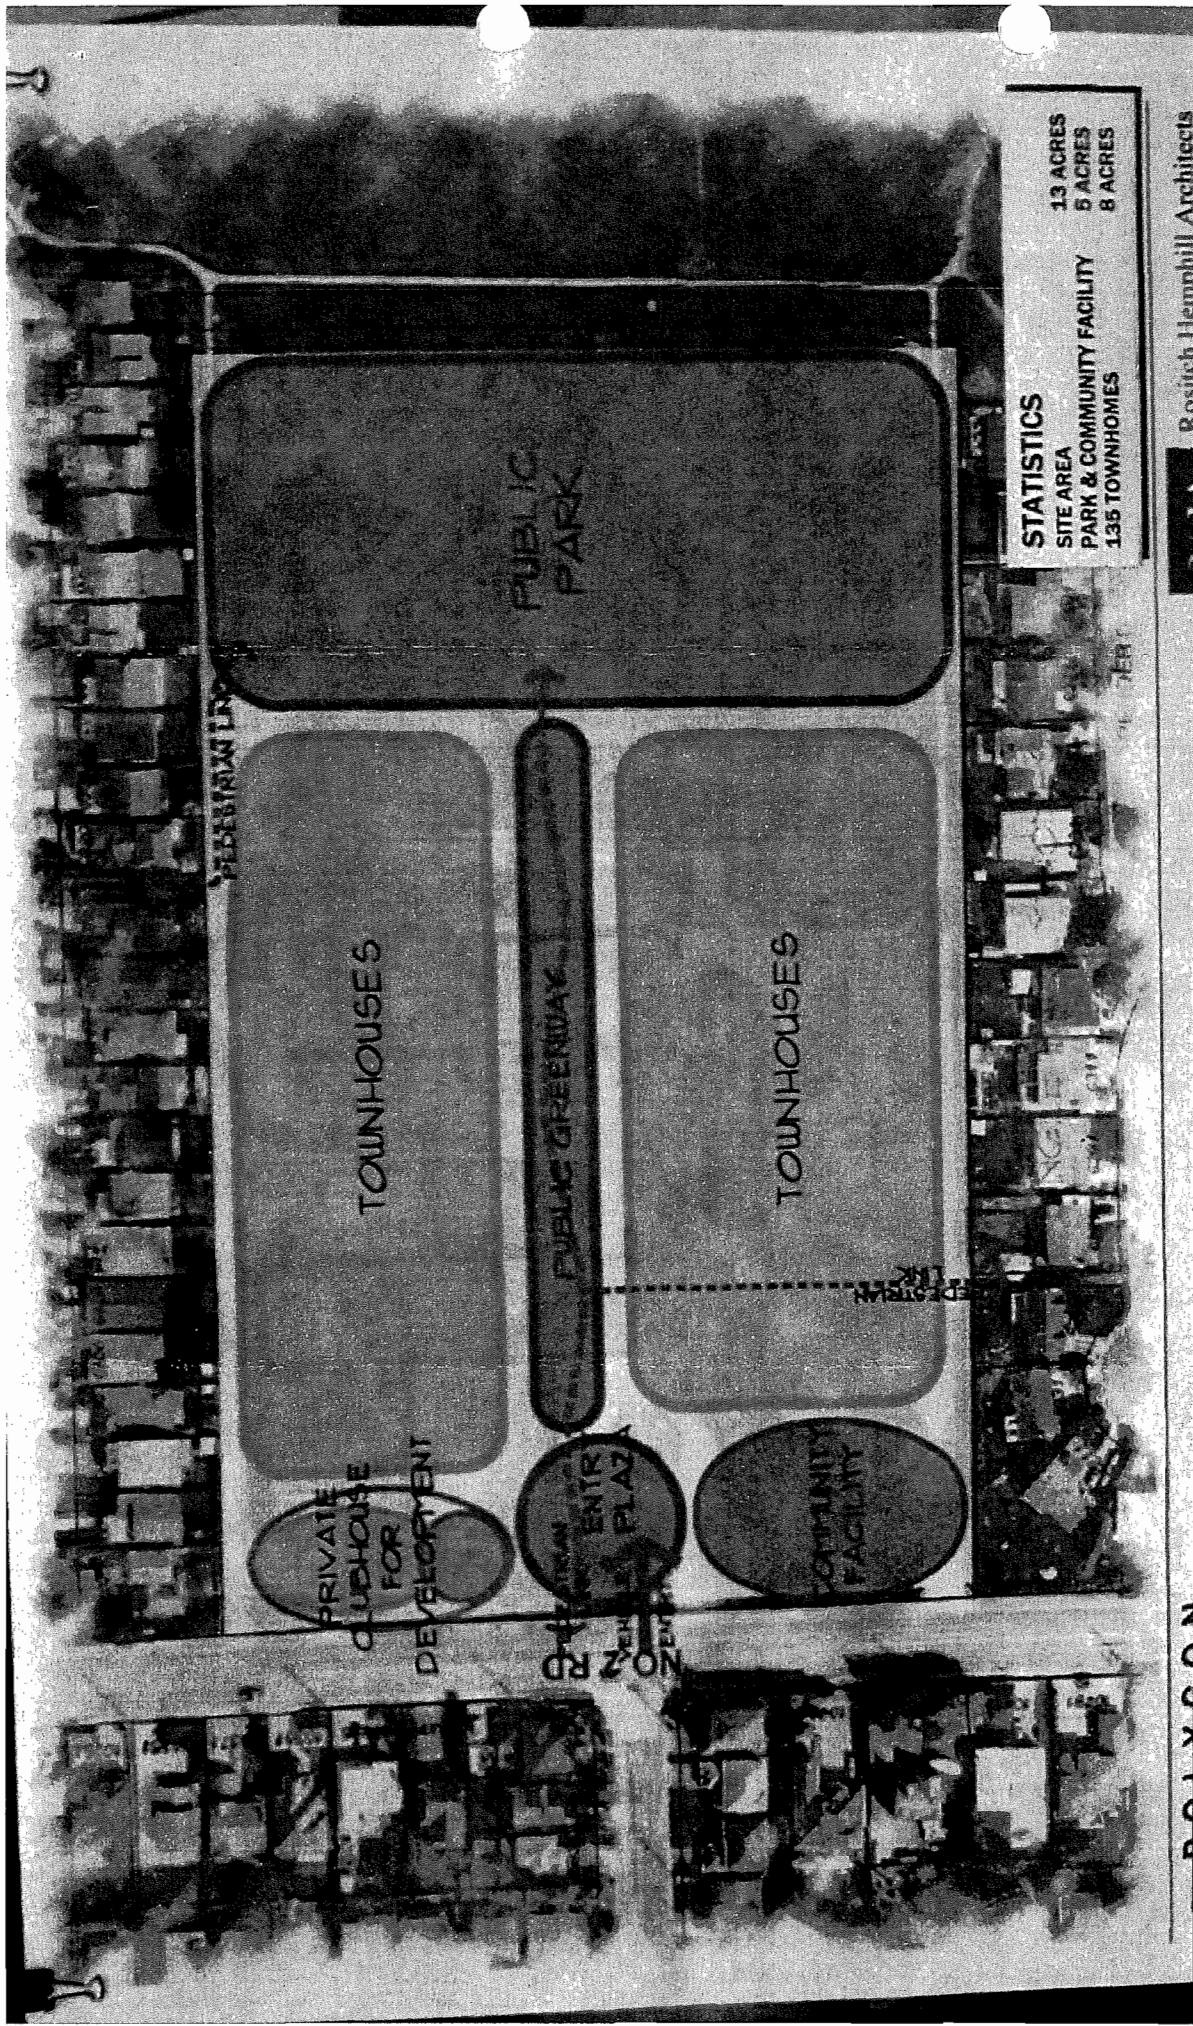 PUBLIC
PARK
PEDESTRIAN LINK
TOWNHOUSES
PUBLIC GREENWAY
TOWNHOUSES
PEDESTRIAN
LINK
PRIVATE
CLUBHOUSE
FOR
DEVELOPMENT
PLAZA
COMMUNITY
FACILITY
NO 2 RD
STATISTICS
SITE AREA 13 ACRES
PARK & COMMUNITY FACILITY 5 ACRES
135 TOWNHOMES 8 ACRES
Rositch Hemphill Architects